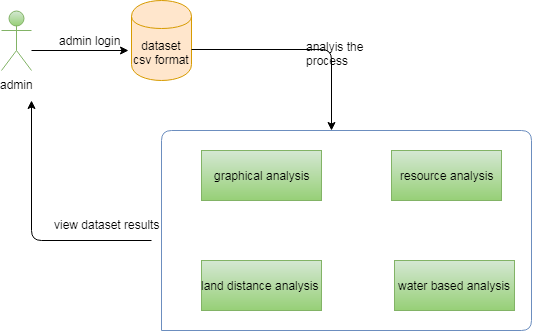 admin login
dataset
csv format
analyis the
process
admin
graphical analysis
resource analysis
view dataset results
land distance analysis
water based analysis